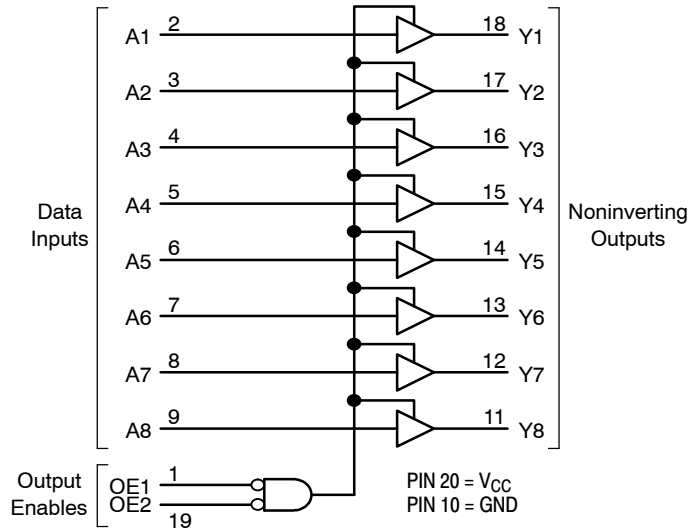 A1 2 18 Y1
A2 3 17 Y2
A3 4 16 Y3
A4 5 15 Y4
Data Inputs
Noninverting Outputs
A5 6 14 Y5
A6 7 13 Y6
A7 8 12 Y7
A8 9 11 Y8
Output Enables
OE1 1
OE2 19
PIN 20 = VCC
PIN 10 = GND